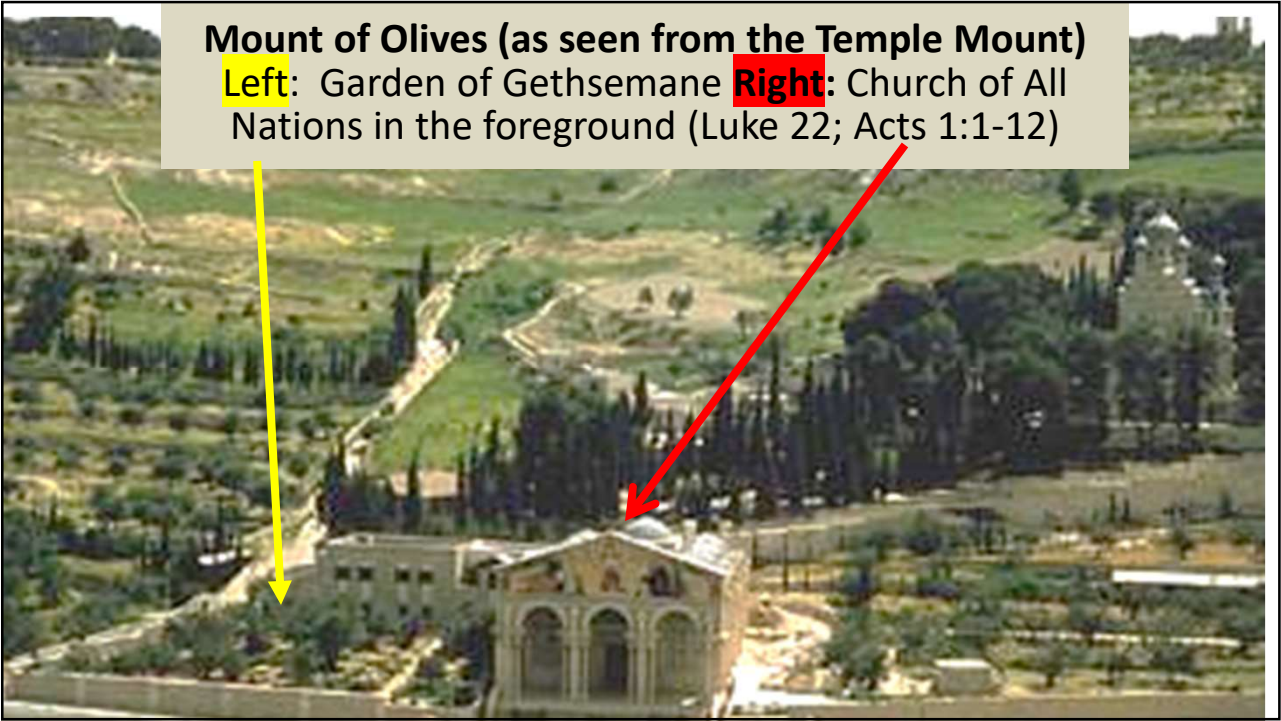 Mount of Olives (as seen from the Temple Mount)
Left:  Garden of Gethsemane Right: Church of All
Nations in the foreground (Luke 22; Acts 1:1-12)